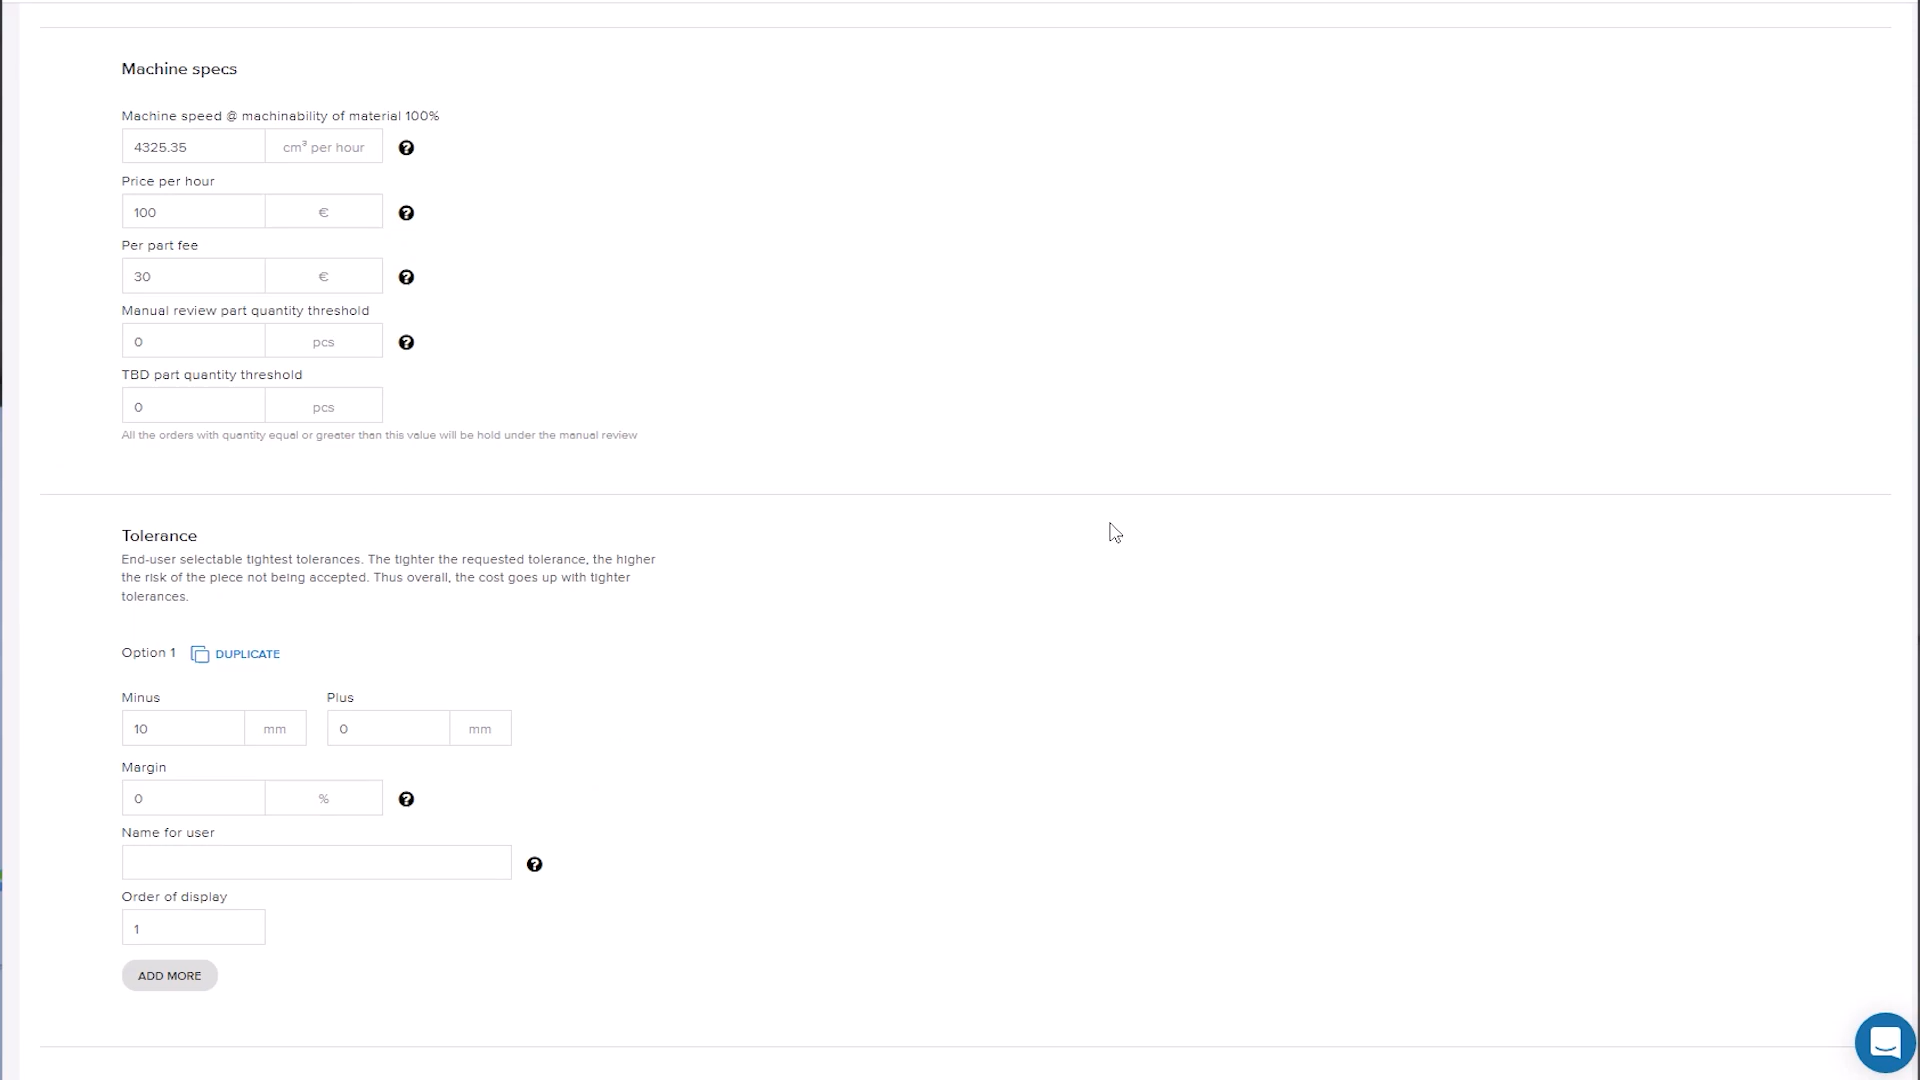 Machine specs
Machine speed @ machinability of material 100%
4325.35 cm³ per hour
Price per hour
100 €
Per part fee
30 €
Manual review part quantity threshold
0 pcs
TBD part quantity threshold
0 pcs
All the orders with quantity equal or greater than this value will be hold under the manual review
Tolerance
End-user selectable tightest tolerances. The tighter the requested tolerance, the higher
the risk of the piece not being accepted. Thus overall, the cost goes up with tighter
tolerances.
Option 1 DUPLICATE
Minus Plus
10 mm 0 mm
Margin
0 %
Name for user
Order of display
1
ADD MORE